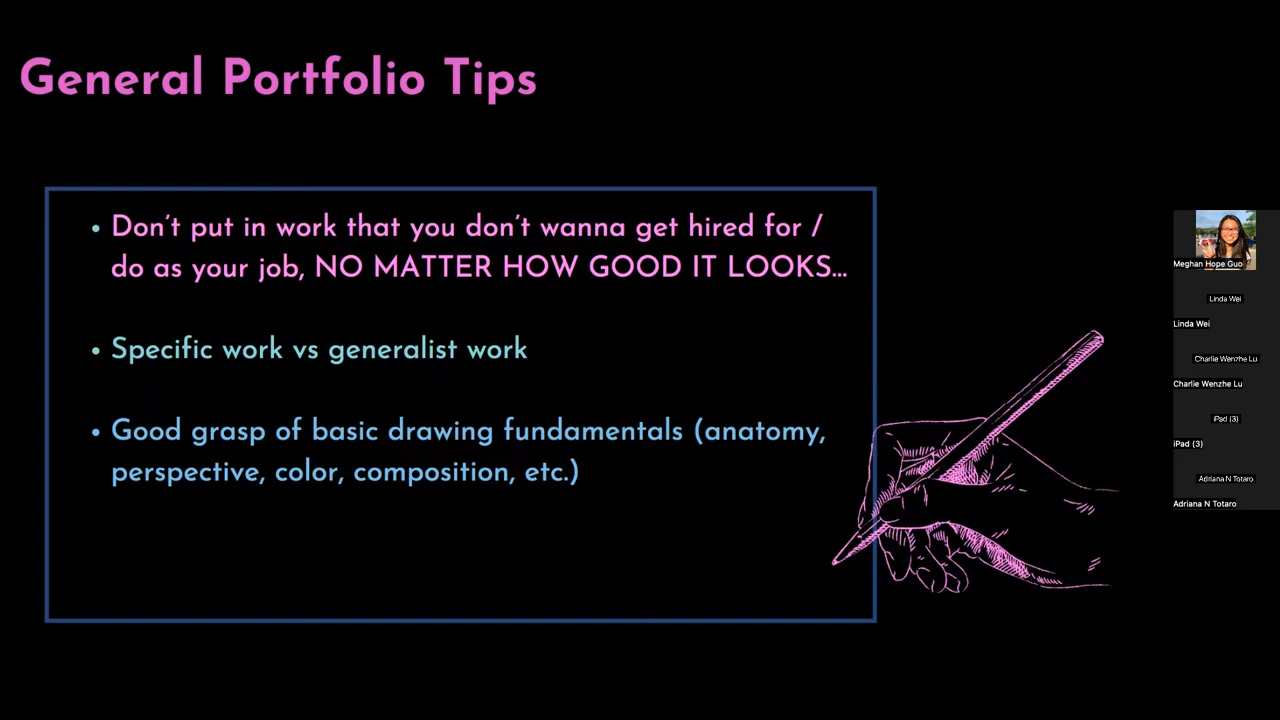 General Portfolio Tips
• Don't put in work that you don't wanna get hired for /
do as your job, NO MATTER HOW GOOD IT LOOKS...
• Specific work vs generalist work
• Good grasp of basic drawing fundamentals (anatomy,
perspective, color, composition, etc.)
Meghan Hope Guo
Linda Wei
Linda Wei
Charlie Wenzhe Lu
Charlie Wenzhe Lu
iPad (3)
iPad (3)
Adriana N Totaro
Adriana N Totaro